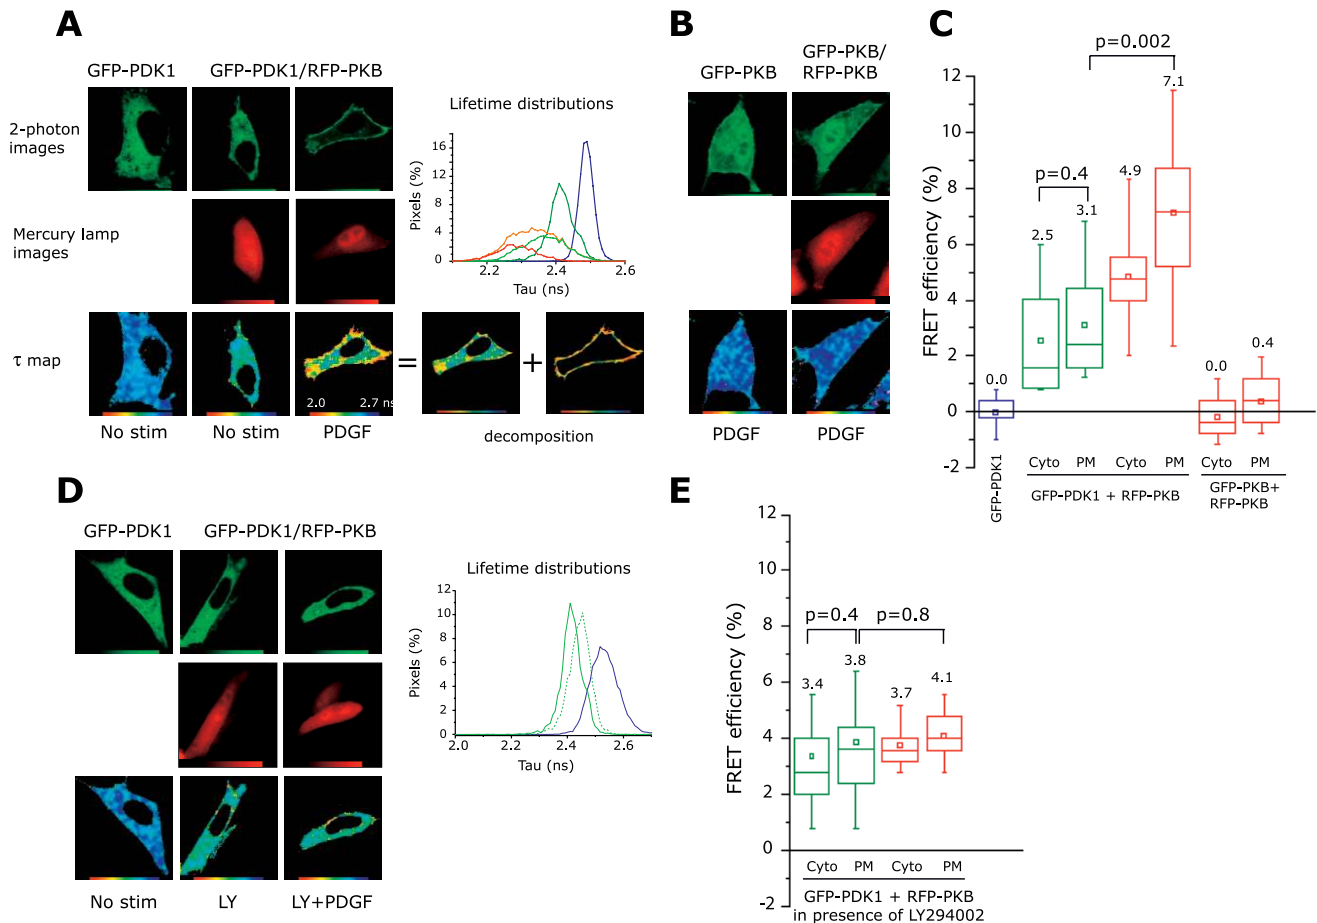 A
GFP-PDK1
GFP-PDK1/RFP-PKB
2-photon
images
Mercury lamp
images
τ map
2.0
2.7 ns
No stim
No stim
PDGF
=
+
decomposition
Lifetime distributions
Pixels (%)
16
12
8
4
0
2.2
2.4
2.6
Tau (ns)
B
GFP-PKB
GFP-PKB/
RFP-PKB
PDGF
PDGF
C
FRET efficiency (%)
12
10
8
6
4
2
0
-2
p=0.002
p=0.4
0.0
2.5
3.1
4.9
7.1
0.0
0.4
GFP-PDK1
Cyto
PM
Cyto
PM
Cyto
PM
GFP-PDK1 + RFP-PKB
GFP-PKB+
RFP-PKB
D
GFP-PDK1
GFP-PDK1/RFP-PKB
No stim
LY
LY+PDGF
Lifetime distributions
Pixels (%)
12
10
8
6
4
2
0
2.0
2.2
2.4
2.6
Tau (ns)
E
FRET efficiency (%)
12
10
8
6
4
2
0
-2
p=0.4
p=0.8
3.4
3.8
3.7
4.1
Cyto
PM
Cyto
PM
GFP-PDK1 + RFP-PKB
in presence of LY294002